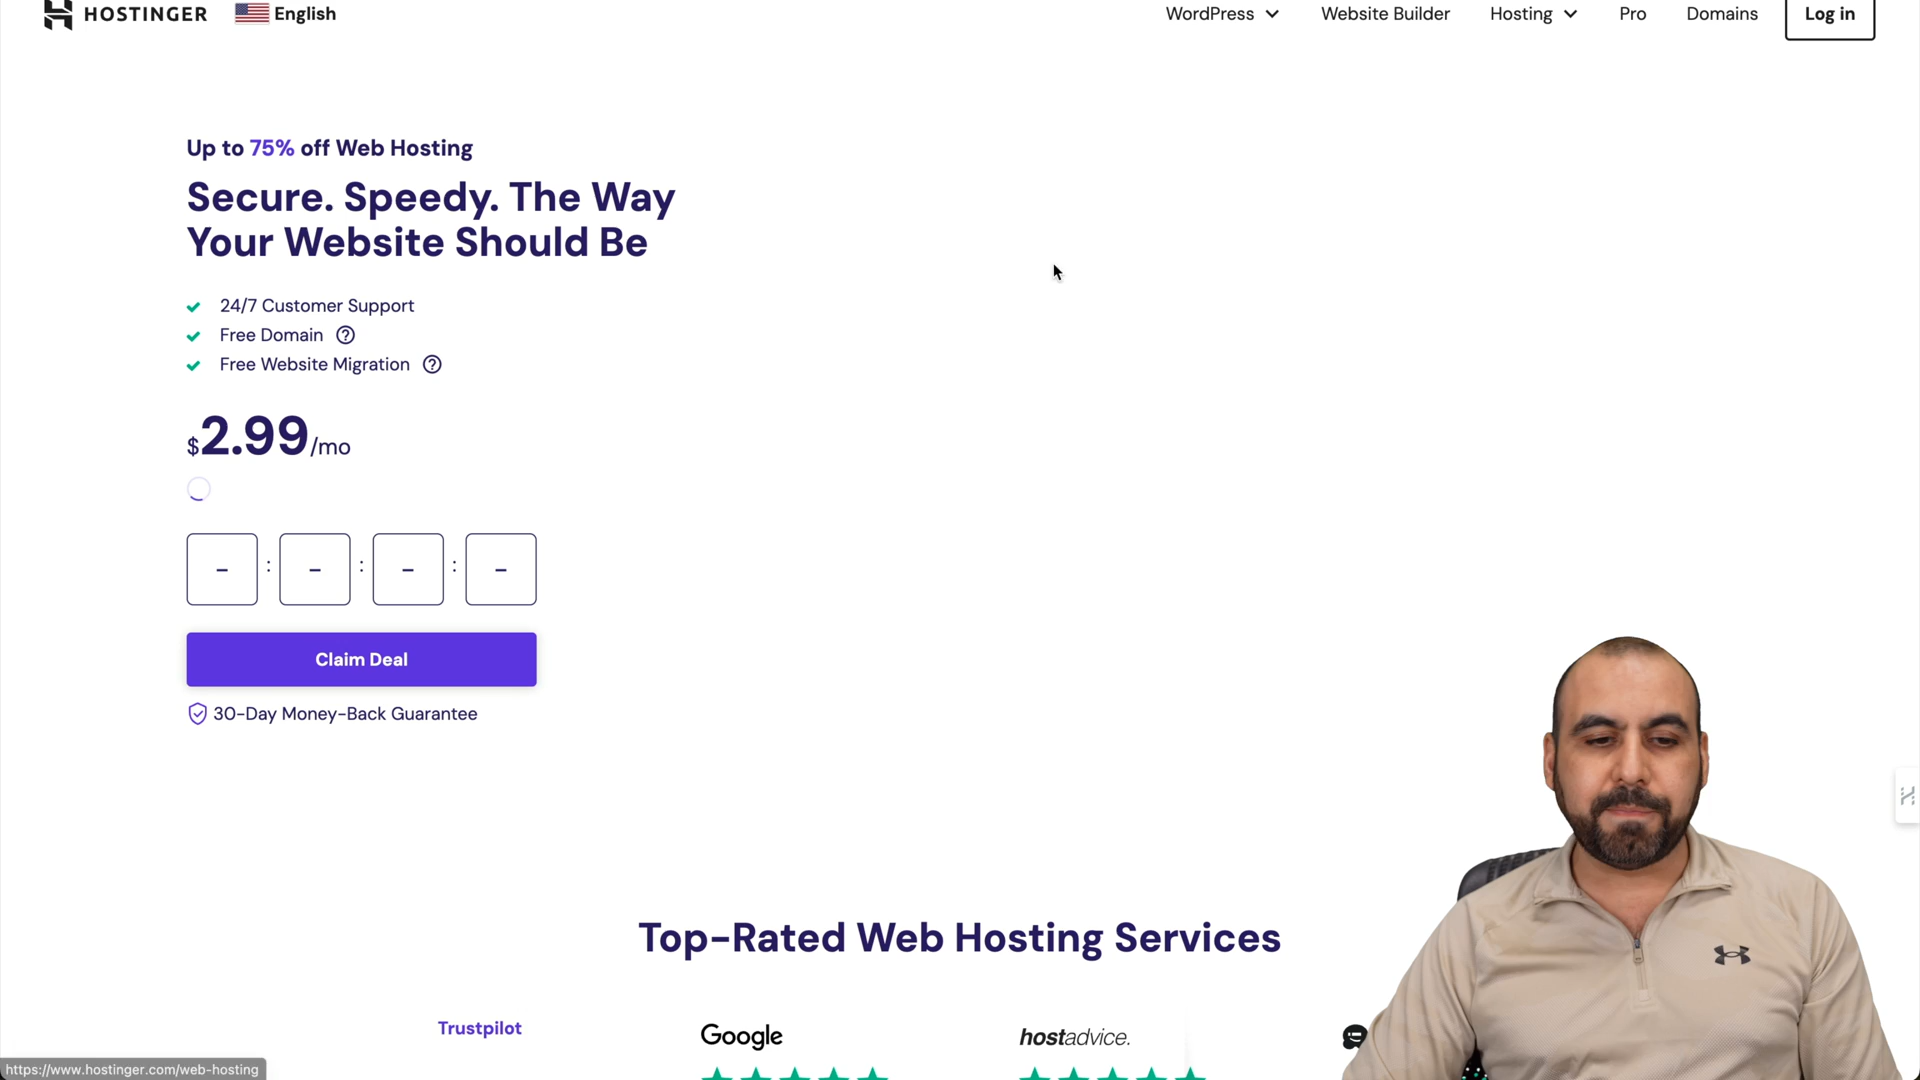 HOSTINGER
English
WordPress
Website Builder
Hosting
Pro
Domains
Log in
Up to 75% off Web Hosting
Secure. Speedy. The Way
Your Website Should Be
24/7 Customer Support
Free Domain ?
Free Website Migration ?
$2.99/mo
- : - : - : -
Claim Deal
30-Day Money-Back Guarantee
Top-Rated Web Hosting Services
Trustpilot
Google
hostadvice.
https://www.hostinger.com/web-hosting